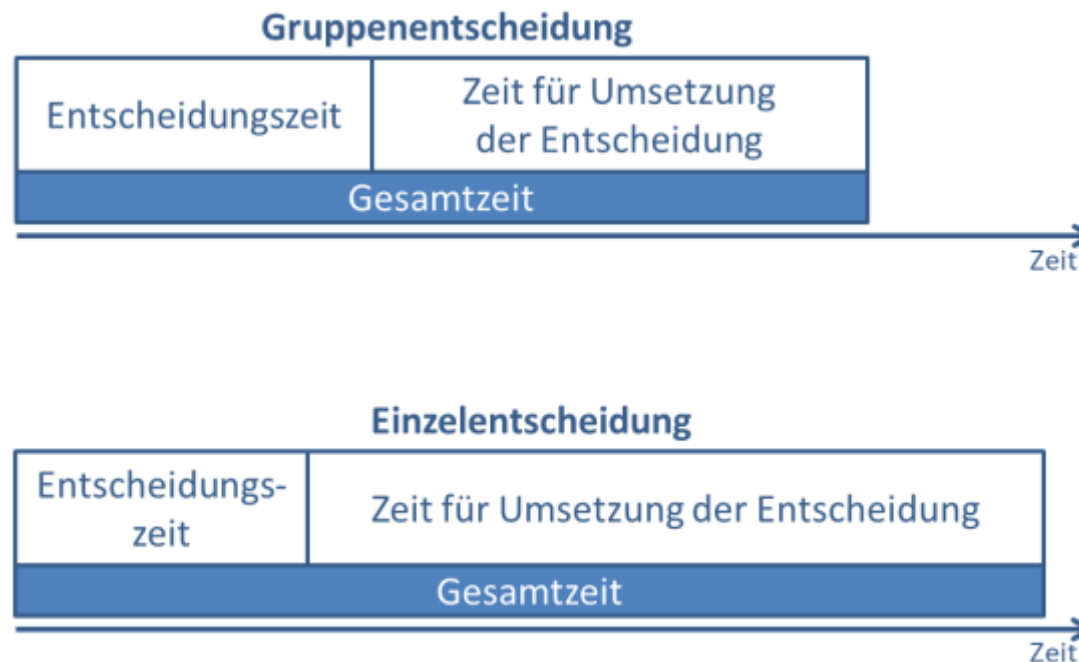 Gruppenentscheidung
Entscheidungszeit
Zeit für Umsetzung
der Entscheidung
Gesamtzeit
Zeit
Einzelentscheidung
Entscheidungs-
zeit
Zeit für Umsetzung der Entscheidung
Gesamtzeit
Zeit